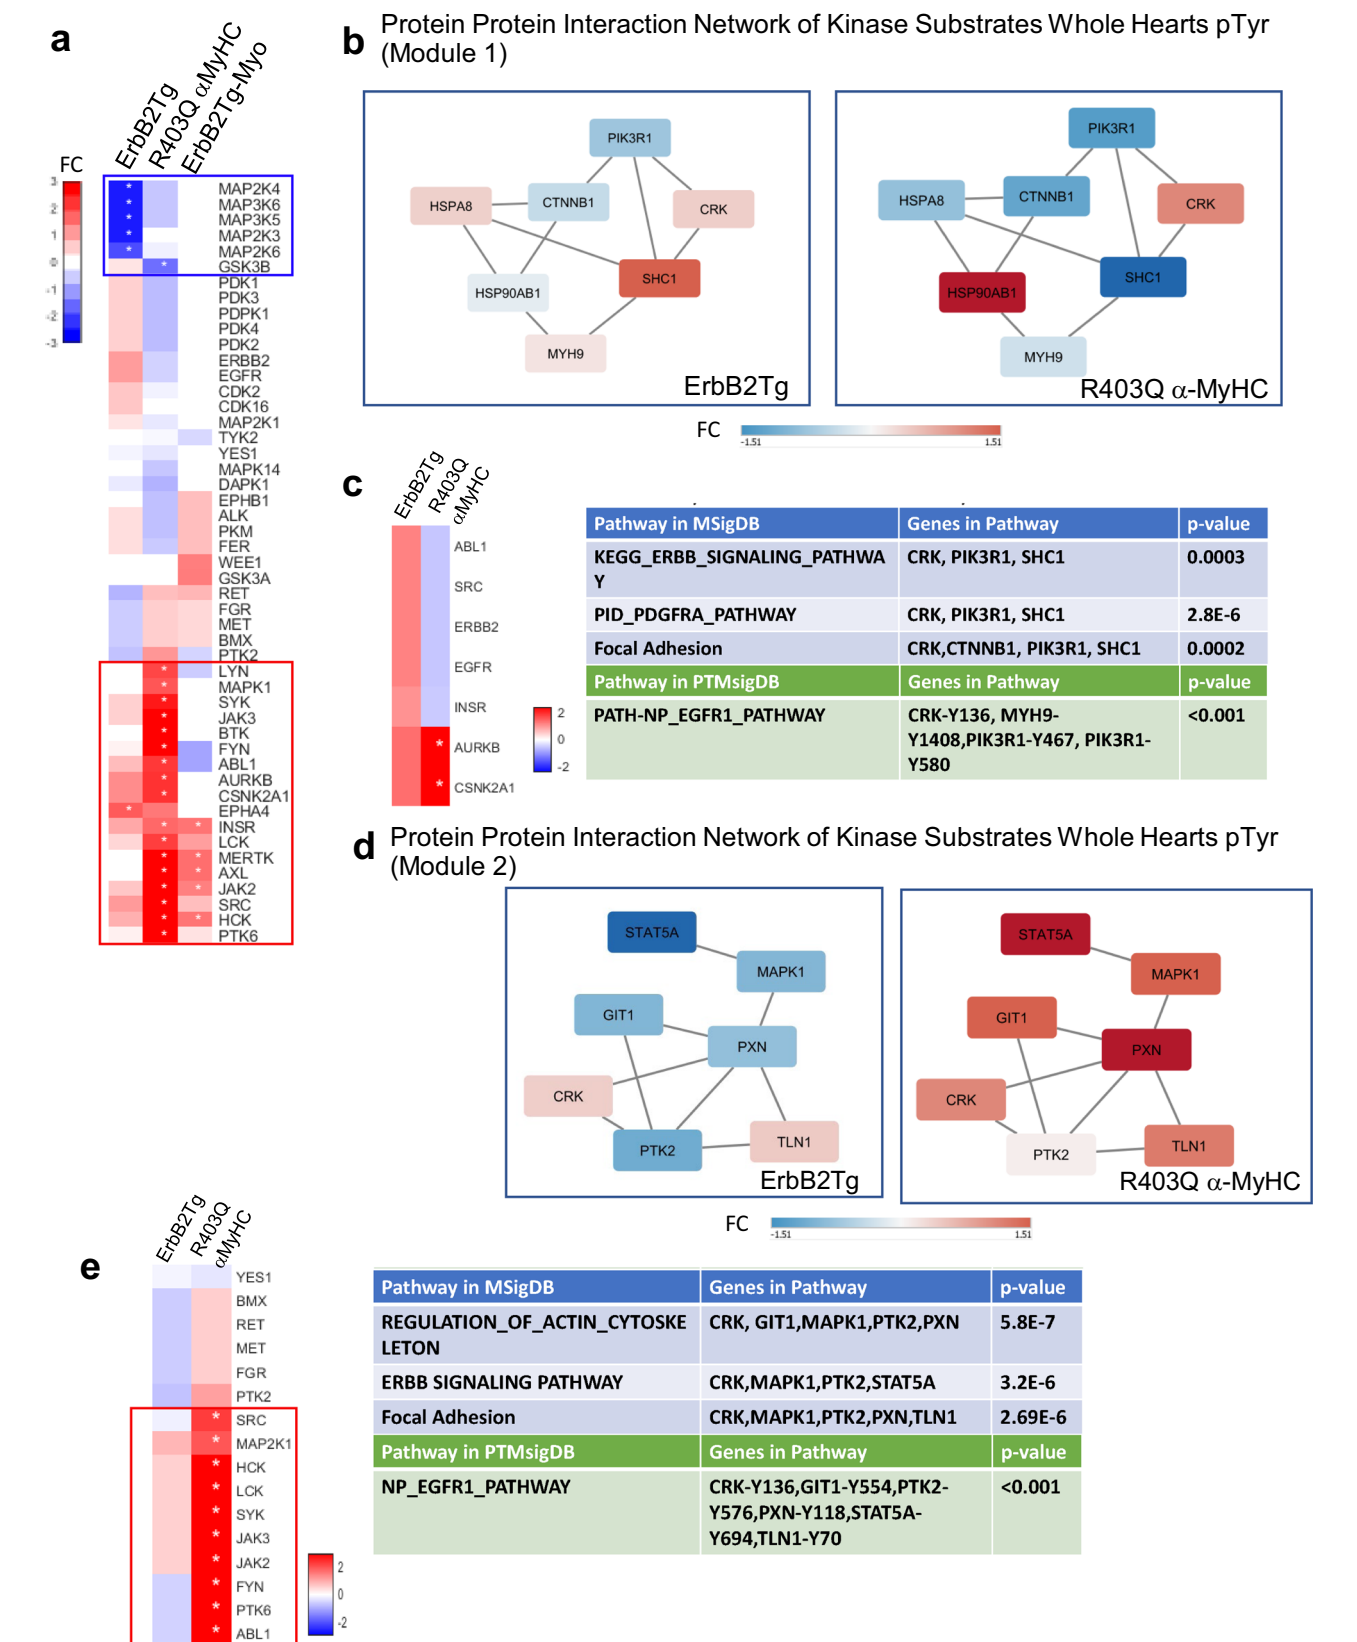 a
ErbB2Tg
R403Q αMyHC
ErbB2Tg-Myo
FC
3
2
1
0
-1
-2
-3
*
MAP2K4
*
MAP3K6
*
MAP3K5
*
MAP2K3
*
MAP2K6
*
GSK3B
PDK1
PDK3
PDPK1
PDK4
PDK2
ERBB2
EGFR
CDK2
CDK16
MAP2K1
TYK2
YES1
MAPK14
DAPK1
EPHB1
ALK
PKM
FER
WEE1
GSK3A
RET
FGR
MET
BMX
PTK2
* LYN
* MAPK1
* SYK
* JAK3
* BTK
* FYN
* ABL1
* AURKB
* CSNK2A1
* EPHA4
* * INSR
* LCK
* * MERTK
* * AXL
* * JAK2
* SRC
* * HCK
* PTK6
b
Protein Protein Interaction Network of Kinase Substrates Whole Hearts pTyr
(Module 1)
PIK3R1
HSPA8
CTNNB1
CRK
HSP90AB1
SHC1
MYH9
ErbB2Tg
PIK3R1
HSPA8
CTNNB1
CRK
HSP90AB1
SHC1
MYH9
R403Q α-MyHC
FC
-1.51
1.51
c
ErbB2Tg
R403Q
αMyHC
ABL1
SRC
ERBB2
EGFR
INSR
* AURKB
* CSNK2A1
2
0
-2
Pathway in MSigDB Genes in Pathway p-value
KEGG_ERBB_SIGNALING_PATHWA CRK, PIK3R1, SHC1 0.0003
Y
PID_PDGFRA_PATHWAY CRK, PIK3R1, SHC1 2.8E-6
Focal Adhesion CRK,CTNNB1, PIK3R1, SHC1 0.0002
Pathway in PTMsigDB Genes in Pathway p-value
PATH-NP_EGFR1_PATHWAY CRK-Y136, MYH9- <0.001
Y1408,PIK3R1-Y467, PIK3R1-
Y580
d
Protein Protein Interaction Network of Kinase Substrates Whole Hearts pTyr
(Module 2)
STAT5A
MAPK1
GIT1
PXN
CRK
PTK2
TLN1
ErbB2Tg
STAT5A
MAPK1
GIT1
PXN
CRK
PTK2
TLN1
R403Q α-MyHC
FC
-1.51
1.51
e
ErbB2Tg
R403Q
αMyHC
YES1
BMX
RET
MET
FGR
PTK2
* SRC
* MAP2K1
* HCK
* LCK
* SYK
* JAK3
* JAK2
* FYN
* PTK6
* ABL1
2
0
-2
Pathway in MSigDB Genes in Pathway p-value
REGULATION_OF_ACTIN_CYTOSKE CRK, GIT1,MAPK1,PTK2,PXN 5.8E-7
LETON
ERBB SIGNALING PATHWAY CRK,MAPK1,PTK2,STAT5A 3.2E-6
Focal Adhesion CRK,MAPK1,PTK2,PXN,TLN1 2.69E-6
Pathway in PTMsigDB Genes in Pathway p-value
NP_EGFR1_PATHWAY CRK-Y136,GIT1-Y554,PTK2- <0.001
Y576,PXN-Y118,STAT5A-
Y694,TLN1-Y70